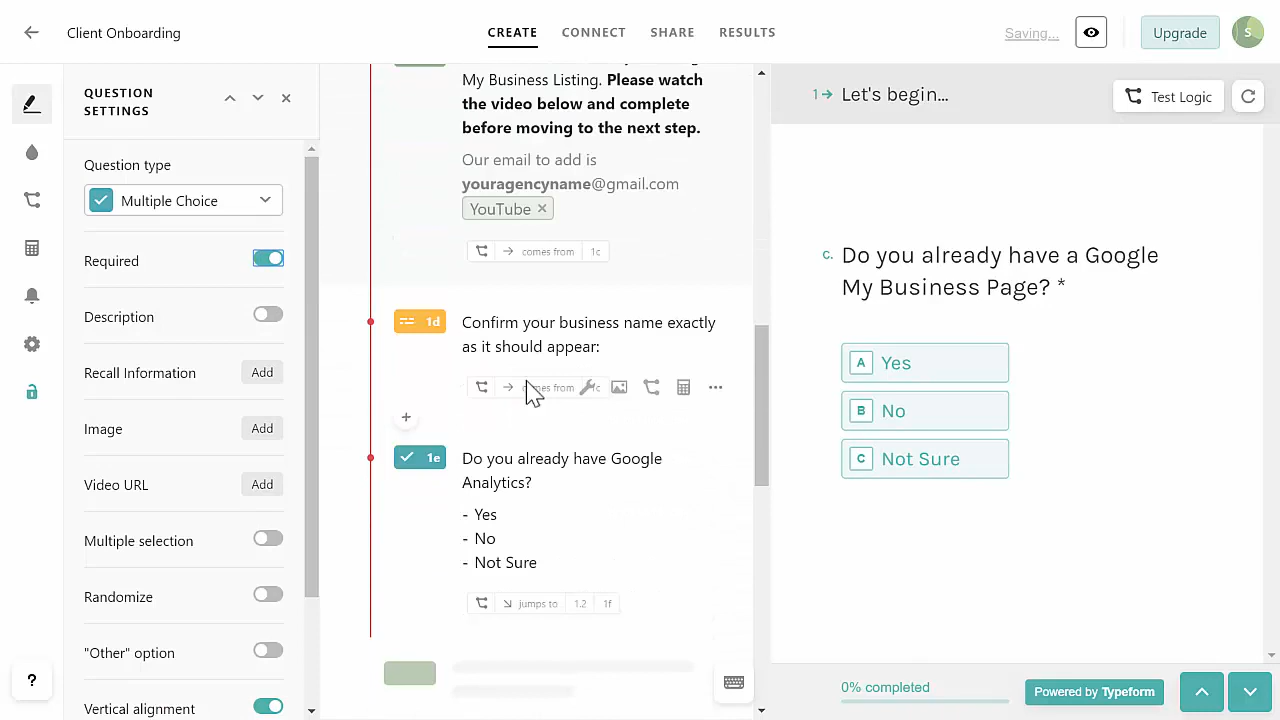 Client Onboarding
CREATE
CONNECT
SHARE
RESULTS
Saving...
Upgrade
S
QUESTION
SETTINGS
Question type
Multiple Choice
Required
Description
Recall Information
Add
Image
Add
Video URL
Add
Multiple selection
Randomize
"Other" option
Vertical alignment
?
My Business Listing. Please watch
the video below and complete
before moving to the next step.
Our email to add is
youragencyname@gmail.com
YouTube ×
comes from 1c
1d
Confirm your business name exactly
as it should appear:
comes from
1e
Do you already have Google
Analytics?
- Yes
- No
- Not Sure
jumps to 1.2 1f
1→ Let's begin...
Test Logic
c. Do you already have a Google
My Business Page? *
A Yes
B No
C Not Sure
0% completed
Powered by Typeform